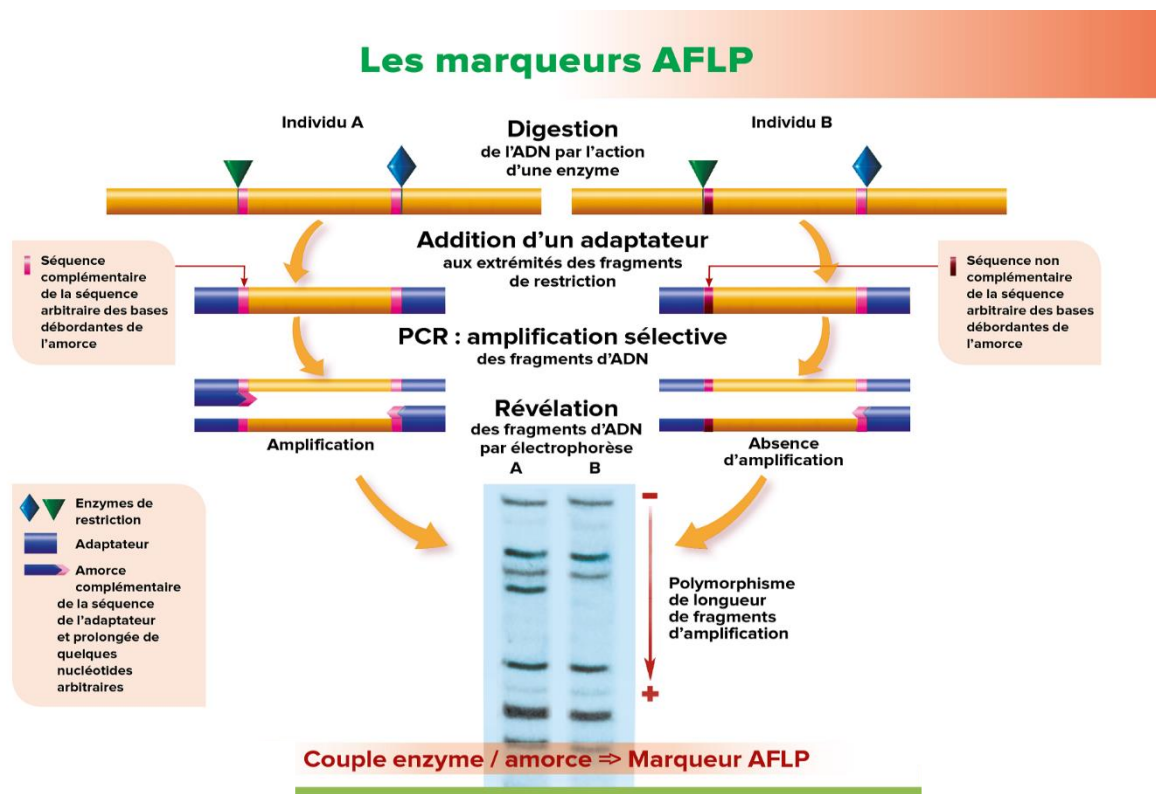 Les marqueurs AFLP
Individu A
Digestion
de l'ADN par l'action
d'une enzyme
Individu B
Addition d'un adaptateur
aux extrémités des fragments
de restriction
Séquence
complémentaire
de la séquence
arbitraire des bases
débordantes de
l'amorce
Séquence non
complémentaire
de la séquence
arbitraire des bases
débordantes de
l'amorce
PCR : amplification sélective
des fragments d'ADN
Révélation
des fragments d'ADN
par électrophorèse
Amplification
Absence
d'amplification
A
B
Enzymes de
restriction
Adaptateur
Amorce
complémentaire
de la séquence
de l'adaptateur
et prolongée de
quelques
nucléotides
arbitraires
−
Polymorphisme
de longueur
de fragments
d'amplification
+
Couple enzyme / amorce ⇒ Marqueur AFLP